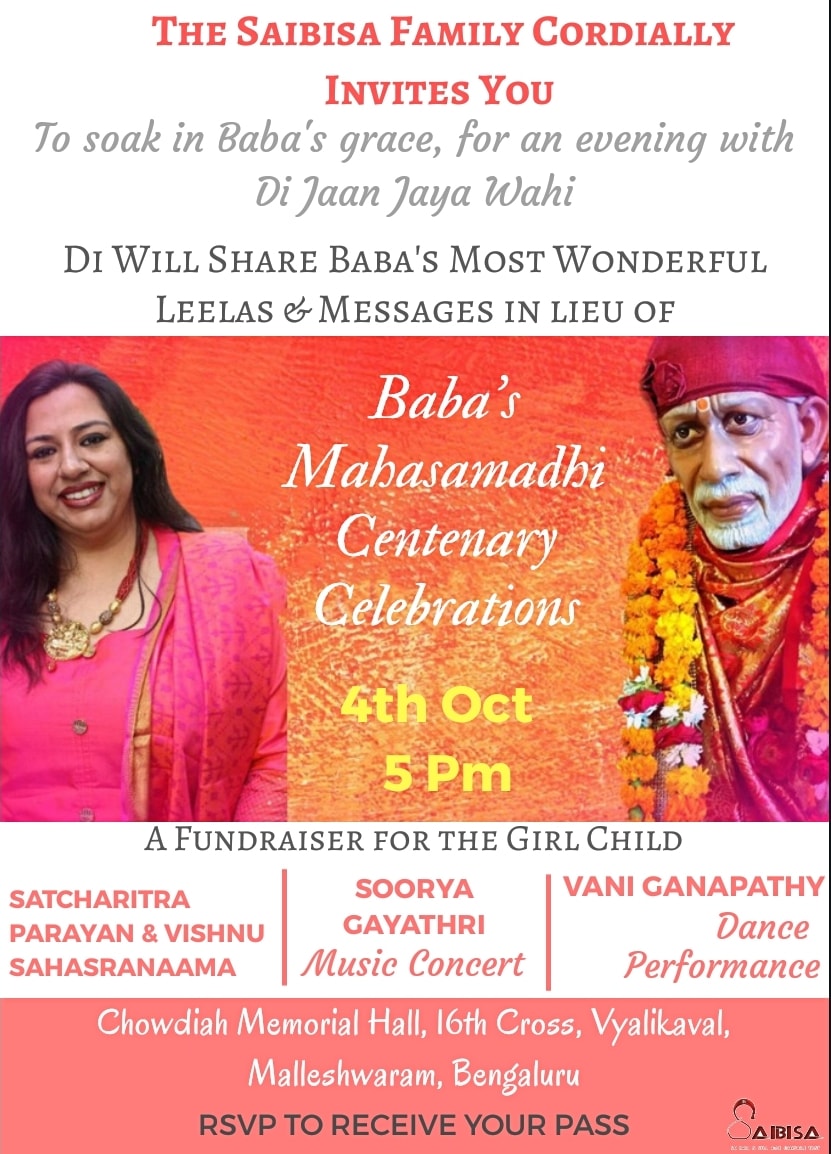 The Saibisa Family Cordially
Invites You
To soak in Baba's grace, for an evening with
Di Jaan Jaya Wahi
Di Will Share Baba's Most Wonderful
Leelas & Messages in lieu of
Baba's
Mahasamadhi
Centenary
Celebrations
4th Oct
5 Pm
A Fundraiser for the Girl Child
SATCHARITRA
PARAYAN & VISHNU
SAHASRANAAMA
SOORYA
GAYATHRI
Music Concert
VANI GANAPATHY
Dance
Performance
Chowdiah Memorial Hall, 16th Cross, Vyalikaval,
Malleshwaram, Bengaluru
RSVP TO RECEIVE YOUR PASS
SAIBISA